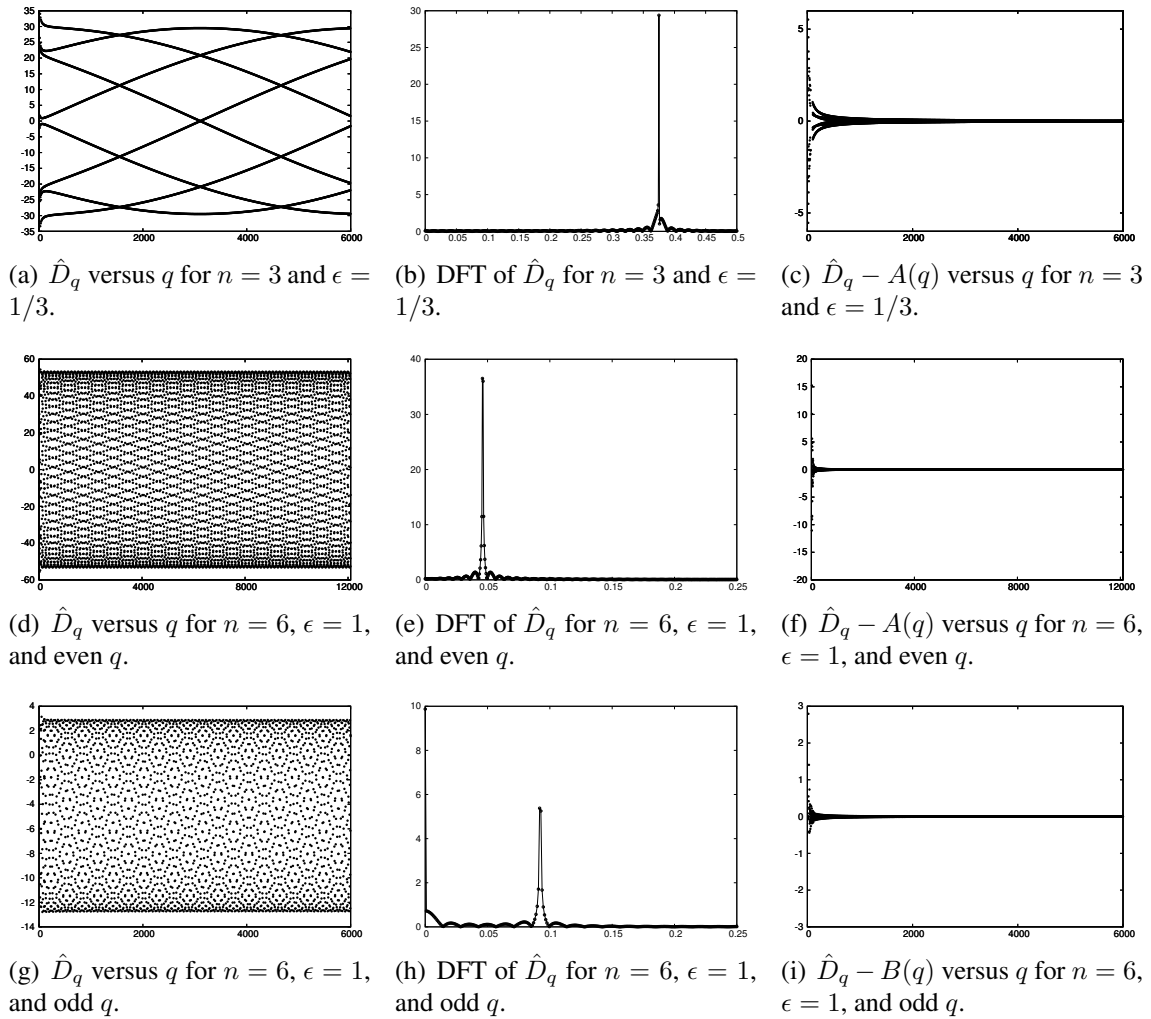 35
30
25
20
15
10
5
0
-5
-10
-15
-20
-25
-30
-35
0 2000 4000 6000
30
25
20
15
10
5
0
0 0.05 0.1 0.15 0.2 0.25 0.3 0.35 0.4 0.45 0.5
5
0
-5
0 1000 2000 3000 4000 5000 6000
(a) D̂_q versus q for n = 3 and ϵ =
1/3.
(b) DFT of D̂_q for n = 3 and ϵ =
1/3.
(c) D̂_q − A(q) versus q for n = 3
and ϵ = 1/3.
60
40
20
0
-20
-40
-60
0 4000 8000 12000
40
30
20
10
0
0 0.05 0.1 0.15 0.2 0.25
20
15
10
5
0
-5
-10
-15
-20
0 4000 8000 12000
(d) D̂_q versus q for n = 6, ϵ = 1,
and even q.
(e) DFT of D̂_q for n = 6, ϵ = 1,
and even q.
(f) D̂_q − A(q) versus q for n = 6,
ϵ = 1, and even q.
4
2
0
-2
-4
-6
-8
-10
-12
-14
0 2000 4000 6000
10
8
6
4
2
0
0 0.05 0.1 0.15 0.2 0.25
3
2
1
0
-1
-2
-3
0 2000 4000 6000
(g) D̂_q versus q for n = 6, ϵ = 1,
and odd q.
(h) DFT of D̂_q for n = 6, ϵ = 1,
and odd q.
(i) D̂_q − B(q) versus q for n = 6,
ϵ = 1, and odd q.